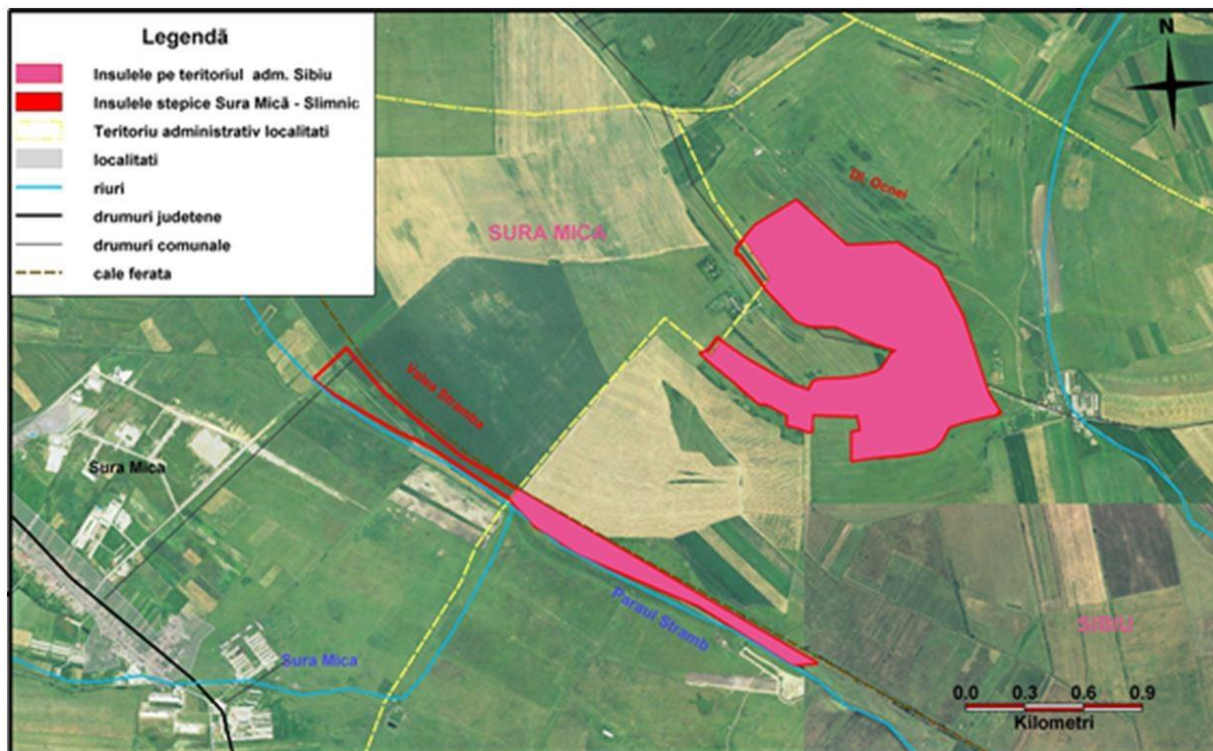 Legendă
Insulele pe teritoriul adm. Sibiu
Insulele stepice Sura Mică - Slimnic
Teritoriu administrativ localitati
localitati
riuri
drumuri judetene
drumuri comunale
cale ferata
N
Dl. Ocnei
SURA MICA
Valea Stramba
Sura Mica
Paraul Stramb
SIBIU
Sura Mica
0.0 0.3 0.6 0.9
Kilometri